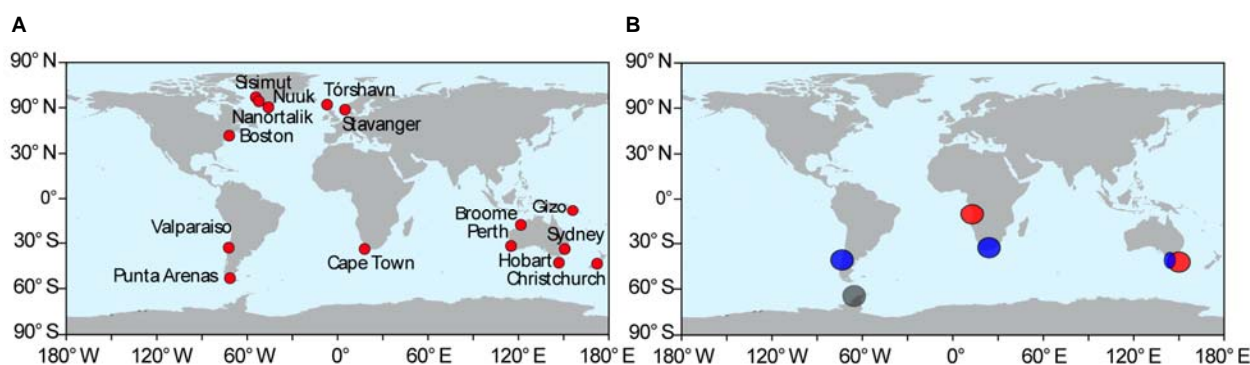 A
90° N
90° N
30° N
0°
30° S
60° S
90° S
180° W
120° W
60° W
0°
60° E
120° E
180° E
Sisimut
Nuuk
Nanortalik
Boston
Tórshavn
Stavanger
Valparaiso
Punta Arenas
Cape Town
Broome
Perth
Gizo
Sydney
Hobart
Christchurch
B
90° N
90° N
30° N
0°
30° S
60° S
90° S
180° W
120° W
60° W
0°
60° E
120° E
180° E